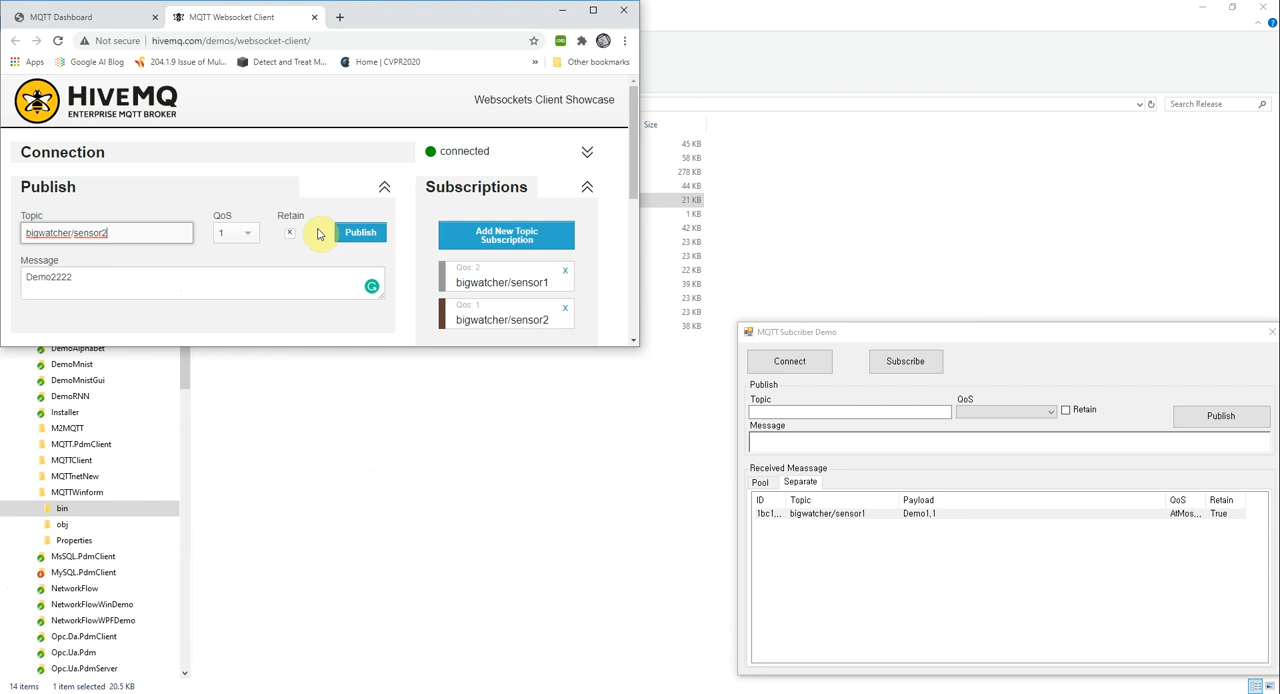 MQTT Dashboard
MQTT Websocket Client
Not secure | hivemq.com/demos/websocket-client/
Apps
Google AI Blog
204.1.9 Issue of Mul...
Detect and Treat M...
Home | CVPR2020
»
Other bookmarks
HIVEMQ
ENTERPRISE MQTT BROKER
Websockets Client Showcase
Connection
connected
Publish
Subscriptions
Topic
QoS
Retain
bigwatcher/sensor2
1
x
Publish
Message
Demo2222
Add New Topic
Subscription
Qos: 2
bigwatcher/sensor1
x
Qos: 1
bigwatcher/sensor2
x
Search Release
Size
45 KB
58 KB
278 KB
44 KB
21 KB
1 KB
42 KB
23 KB
23 KB
22 KB
39 KB
23 KB
23 KB
38 KB
DemoAlphabet
DemoMnist
DemoMnistGui
DemoRNN
Installer
M2MQTT
MQTT.PdmClient
MQTTClient
MQTTnetNew
MQTTWinform
bin
obj
Properties
MsSQL.PdmClient
MySQL.PdmClient
NetworkFlow
NetworkFlowWinDemo
NetworkFlowWPFDemo
Opc.Da.PdmClient
Opc.Ua.Pdm
Opc.Ua.PdmServer
14 items
1 item selected 20.5 KB
MQTT Subcriber Demo
Connect
Subscribe
Publish
Topic
QoS
Retain
Publish
Message
Received Meassage
Pool
Separate
ID
Topic
Payload
QoS
Retain
1bc1...
bigwatcher/sensor1
Demo1,1
AtMos...
True